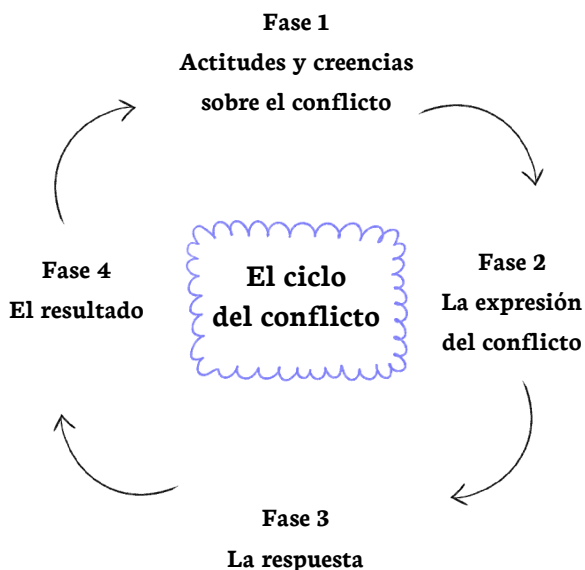 Fase 1
Actitudes y creencias
sobre el conflicto
Fase 2
La expresión
del conflicto
Fase 3
La respuesta
Fase 4
El resultado
El ciclo
del conflicto